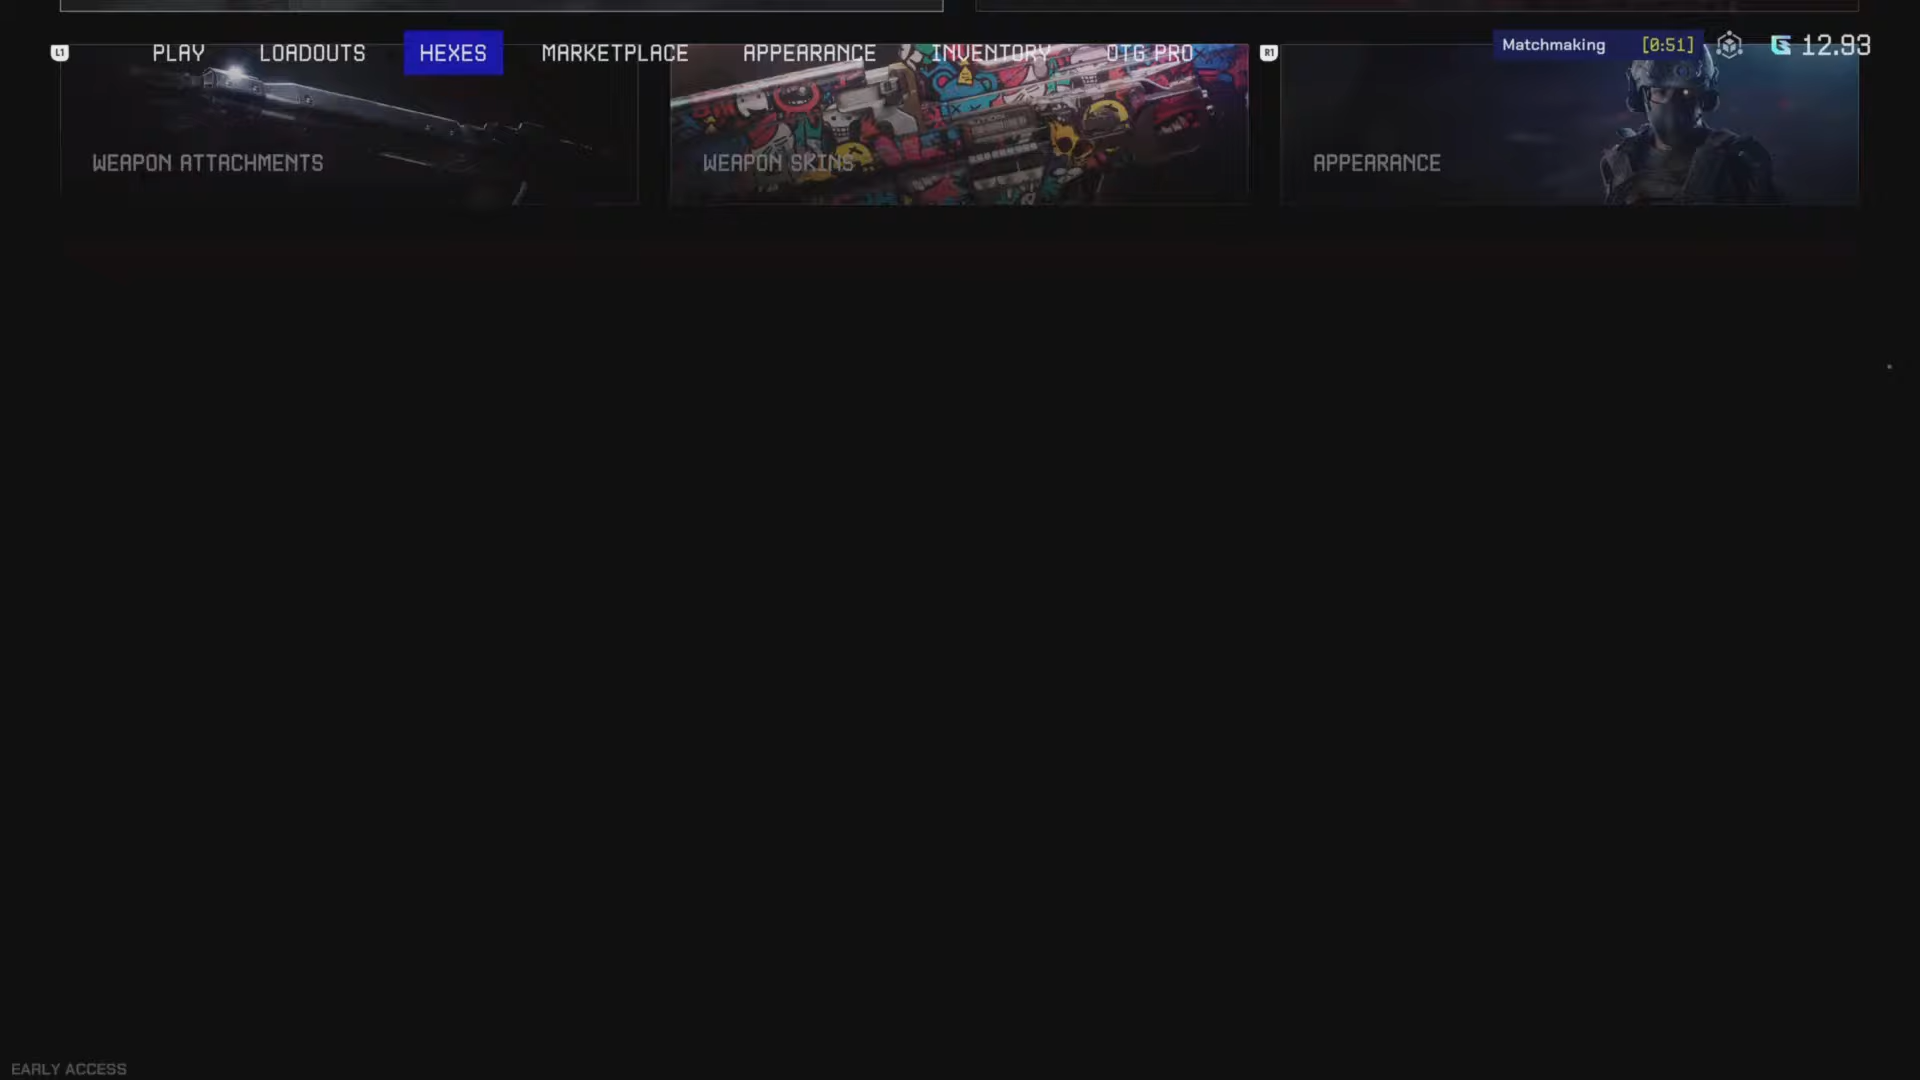 L1 PLAY LOADOUTS HEXES MARKETPLACE APPEARANCE INVENTORY OTG PRO R1 Matchmaking [0:51] 12.93
WEAPON ATTACHMENTS WEAPON SKINS APPEARANCE
EARLY ACCESS